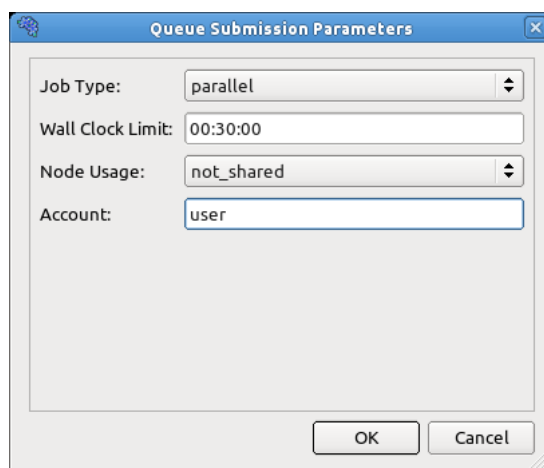 Queue Submission Parameters
Job Type: parallel
Wall Clock Limit: 00:30:00
Node Usage: not_shared
Account: user
OK Cancel